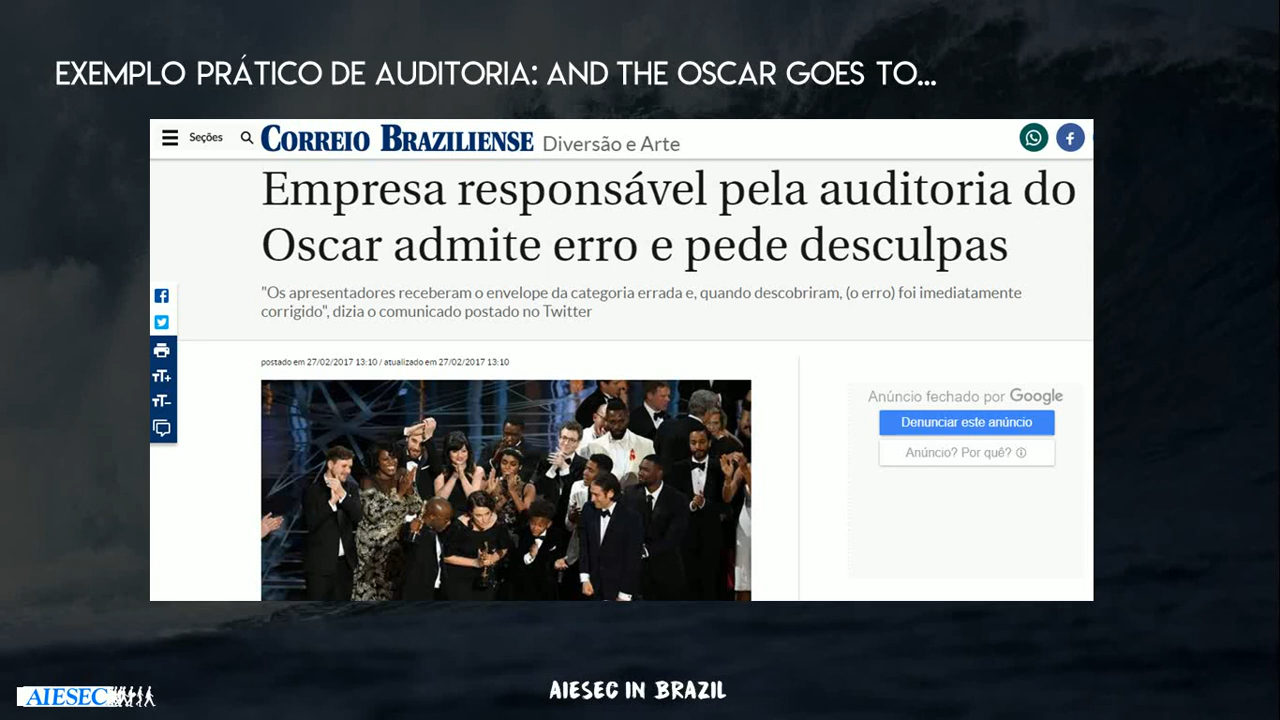 EXEMPLO PRÁTICO DE AUDITORIA: AND THE OSCAR GOES TO...
Seções
CORREIO BRAZILIENSE Diversão e Arte
Empresa responsável pela auditoria do
Oscar admite erro e pede desculpas
"Os apresentadores receberam o envelope da categoria errada e, quando descobriram, (o erro) foi imediatamente
corrigido", dizia o comunicado postado no Twitter
postado em 27/02/2017 13:10 / atualizado em 27/02/2017 13:10
TT+
TT-
Anúncio fechado por Google
Denunciar este anúncio
Anúncio? Por quê?
AIESEC
AIESEC IN BRAZIL